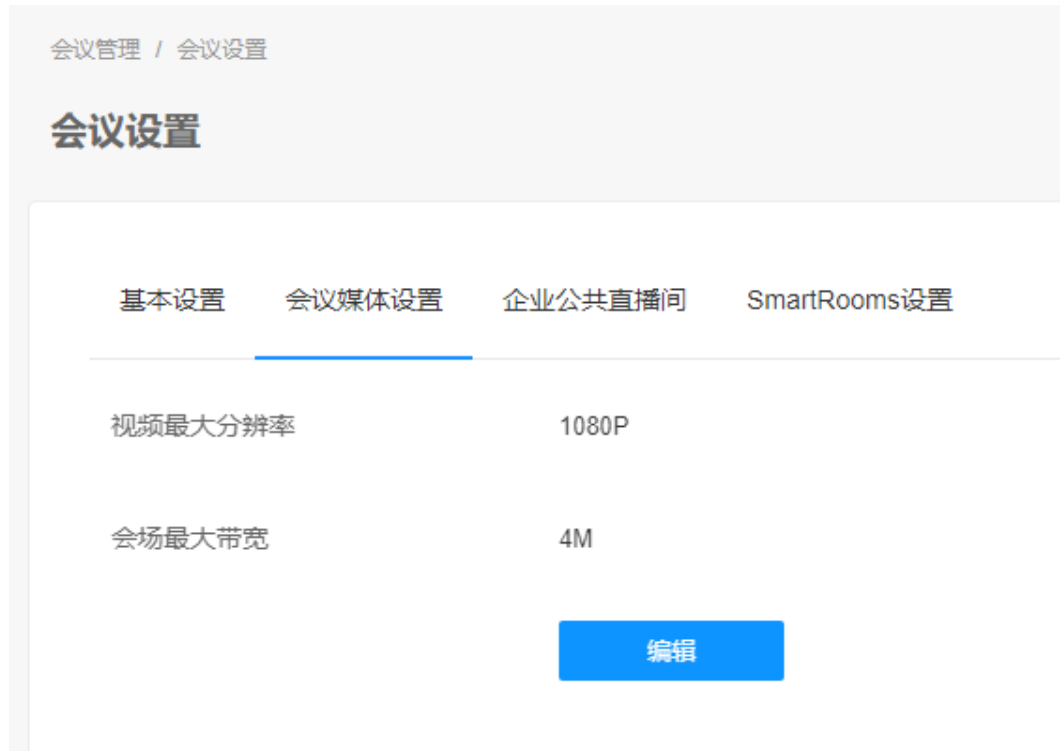 会议管理 / 会议设置
会议设置
基本设置 会议媒体设置 企业公共直播间 SmartRooms设置
视频最大分辨率 1080P
会场最大带宽 4M
编辑